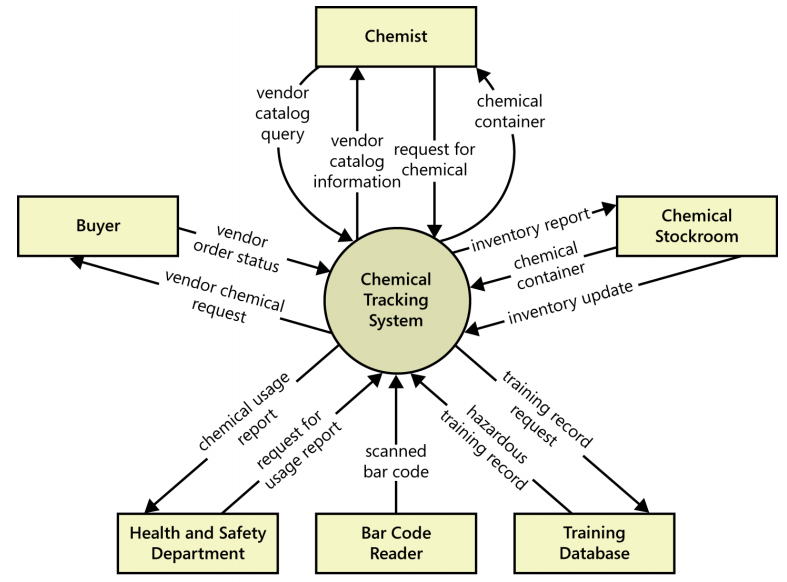 Chemist
vendor
catalog
query
vendor
catalog
information
request for
chemical
chemical
container
Buyer
vendor
order status
vendor chemical
request
Chemical
Tracking
System
inventory report
chemical
container
inventory update
Chemical
Stockroom
chemical usage
report
request for
usage report
scanned
bar code
hazardous
training record
training record
request
Health and Safety
Department
Bar Code
Reader
Training
Database